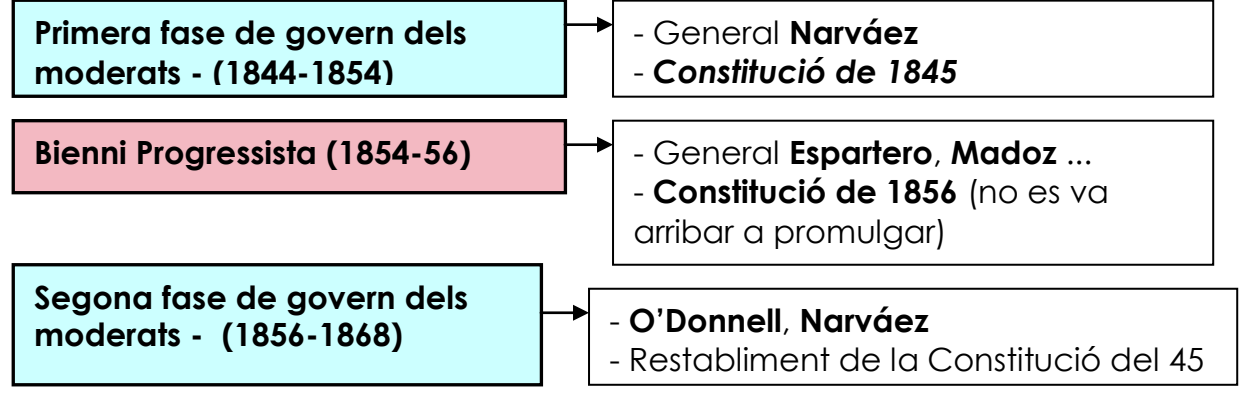 Primera fase de govern dels
moderats - (1844-1854)
- General Narváez
- Constitució de 1845
Bienni Progressista (1854-56)
- General Espartero, Madoz ...
- Constitució de 1856 (no es va
arribar a promulgar)
Segona fase de govern dels
moderats -  (1856-1868)
- O’Donnell, Narváez
- Restabliment de la Constitució del 45